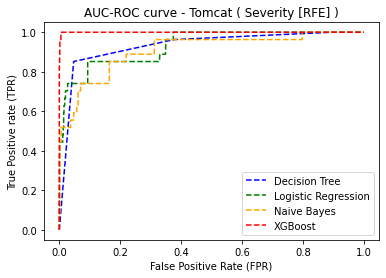 AUC-ROC curve - Tomcat ( Severity [RFE] )
True Positive rate (TPR)
1.0
0.8
0.6
0.4
0.2
0.0
Decision Tree
Logistic Regression
Naive Bayes
XGBoost
0.0 0.2 0.4 0.6 0.8 1.0
False Positive Rate (FPR)